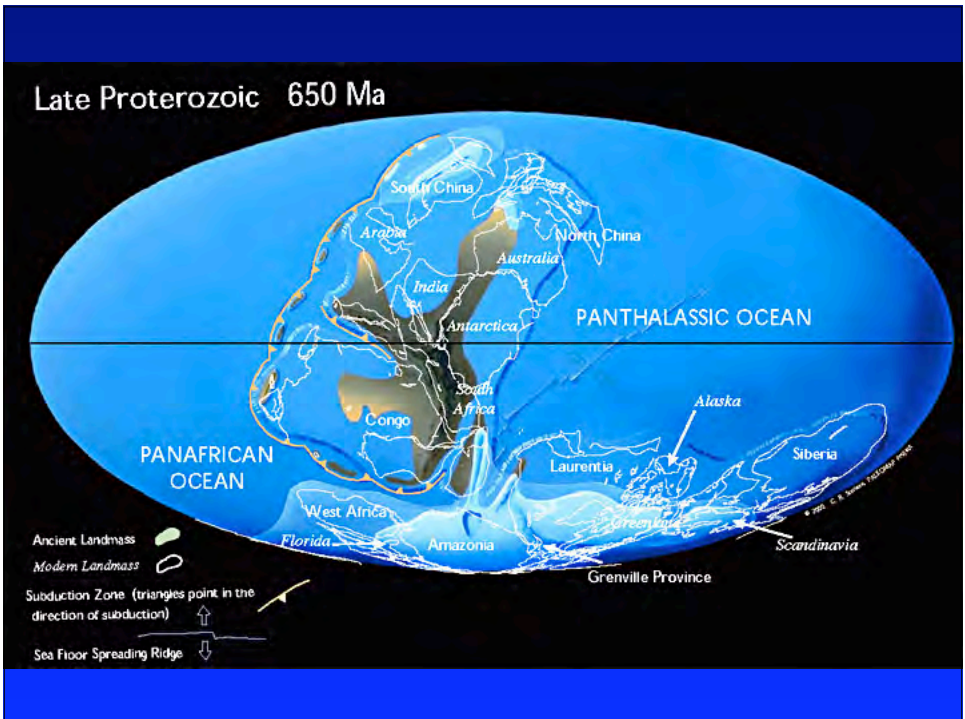 Late Proterozoic 650 Ma
South China
Arabia
North China
Australia
India
Antarctica
PANTHALASSIC OCEAN
South
Africa
Alaska
Congo
PANAFRICAN
OCEAN
Laurentia
Siberia
West Africa
Greenland
Florida
Amazonia
Scandinavia
Grenville Province
Ancient Landmass
Modern Landmass
Subduction Zone (triangles point in the
direction of subduction)
Sea Floor Spreading Ridge
© C. R. Scotese PALEOMAP